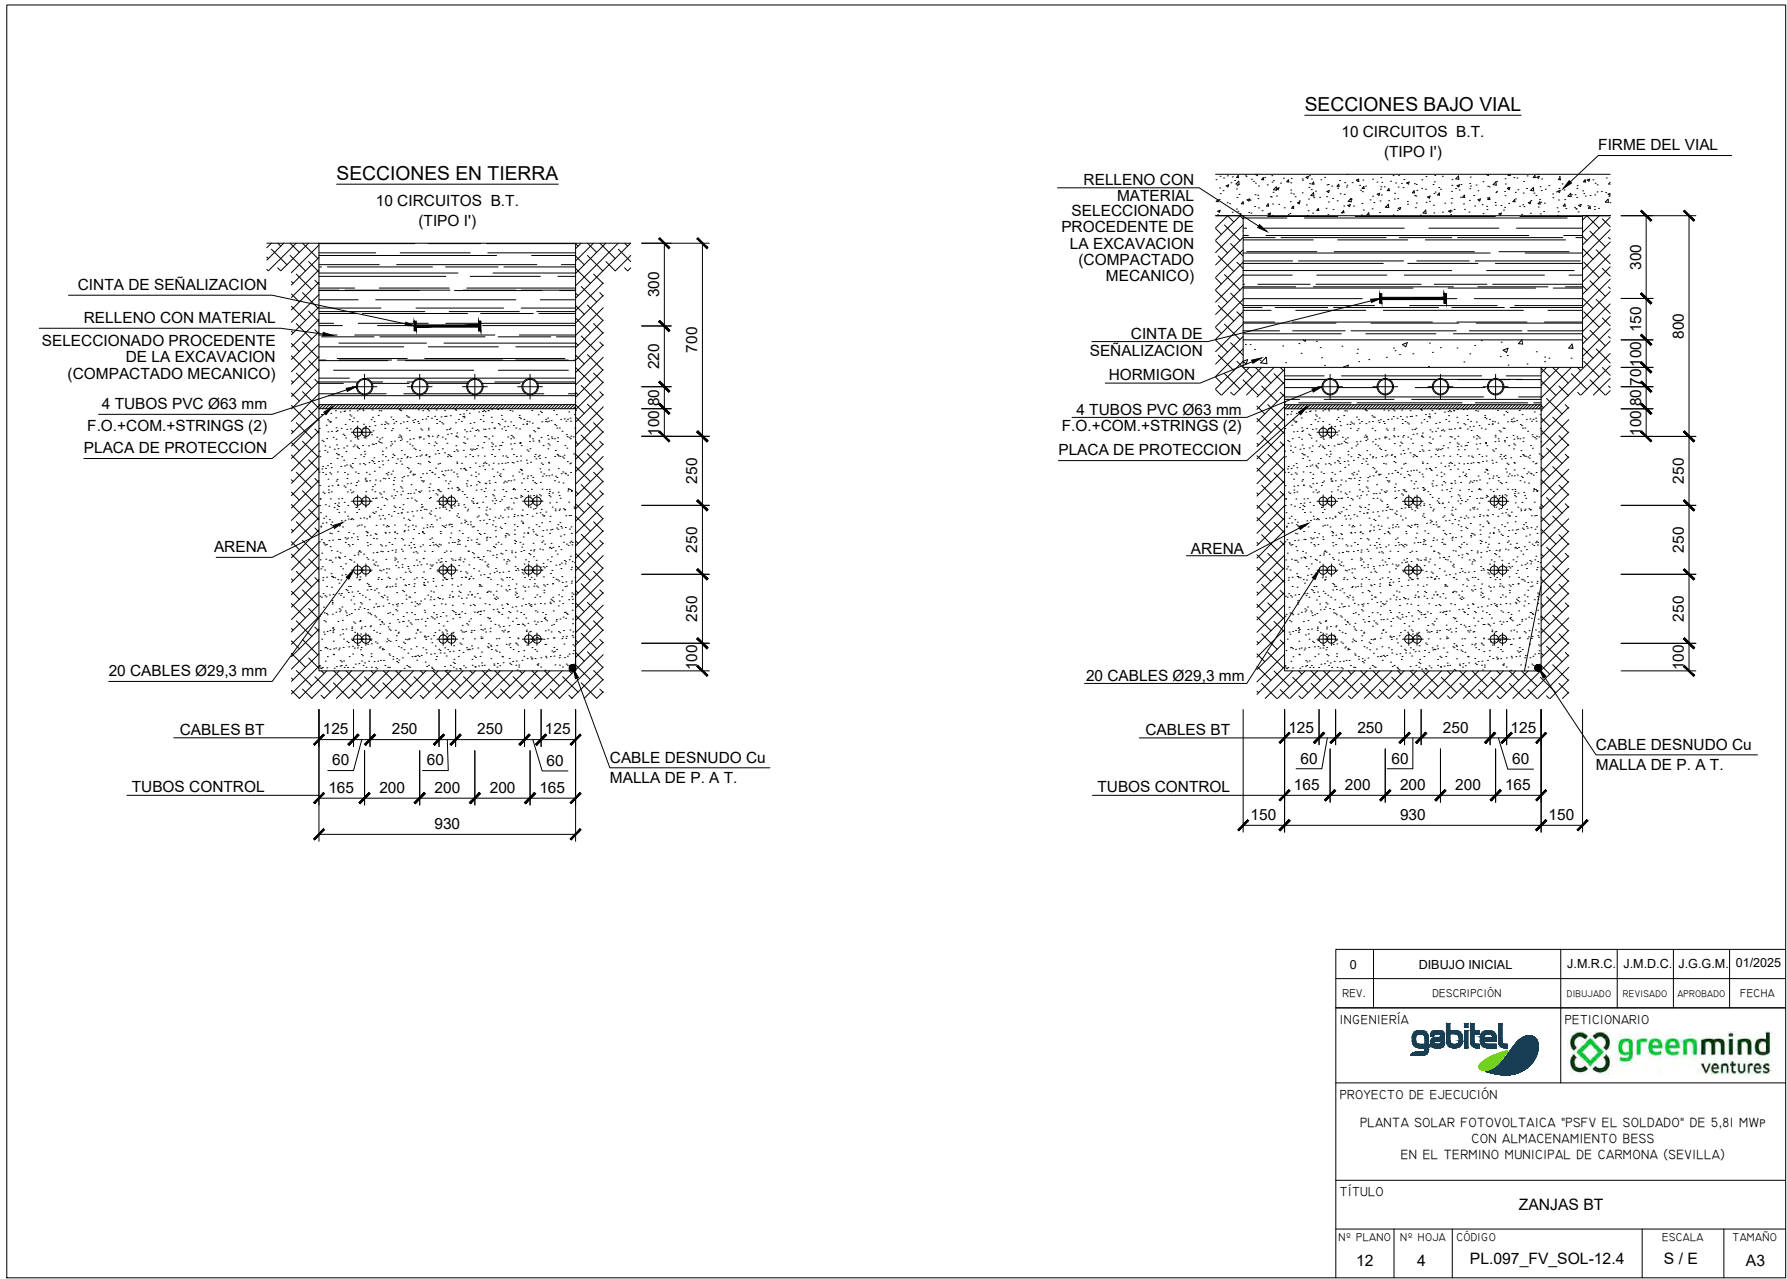 SECCIONES EN TIERRA
10 CIRCUITOS B.T.
(TIPO I')
CINTA DE SEÑALIZACION
RELLENO CON MATERIAL
SELECCIONADO PROCEDENTE
DE LA EXCAVACION
(COMPACTADO MECANICO)
4 TUBOS PVC Ø63 mm
F.O.+COM.+STRINGS (2)
PLACA DE PROTECCION
ARENA
20 CABLES Ø29,3 mm
300
220
80
100
700
250
250
250
100
CABLES BT
125
250
250
125
60
60
60
TUBOS CONTROL
165
200
200
200
165
930
CABLE DESNUDO Cu
MALLA DE P. A T.
SECCIONES BAJO VIAL
10 CIRCUITOS B.T.
(TIPO I')
FIRME DEL VIAL
RELLENO CON
MATERIAL
SELECCIONADO
PROCEDENTE DE
LA EXCAVACION
(COMPACTADO
MECANICO)
CINTA DE
SEÑALIZACION
HORMIGON
4 TUBOS PVC Ø63 mm
F.O.+COM.+STRINGS (2)
PLACA DE PROTECCION
ARENA
20 CABLES Ø29,3 mm
300
150
100
70
80
100
800
250
250
250
100
CABLES BT
125
250
250
125
60
60
60
TUBOS CONTROL
165
200
200
200
165
150
930
150
CABLE DESNUDO Cu
MALLA DE P. A T.
0 DIBUJO INICIAL J.M.R.C. J.M.D.C. J.G.G.M. 01/2025
REV. DESCRIPCIÓN DIBUJADO REVISADO APROBADO FECHA
INGENIERÍA
gabitel
PETICIONARIO
greenmind
ventures
PROYECTO DE EJECUCIÓN
PLANTA SOLAR FOTOVOLTAICA "PSFV EL SOLDADO" DE 5,81 MWP
CON ALMACENAMIENTO BESS
EN EL TERMINO MUNICIPAL DE CARMONA (SEVILLA)
TÍTULO
ZANJAS BT
Nº PLANO Nº HOJA CÓDIGO ESCALA TAMAÑO
12 4 PL.097_FV_SOL-12.4 S / E A3